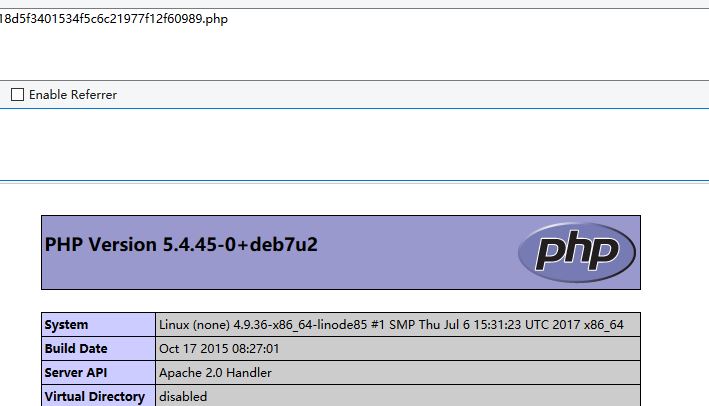 18d5f3401534f5c6c21977f12f60989.php
Enable Referrer
PHP Version 5.4.45-0+deb7u2
php
System Linux (none) 4.9.36-x86_64-linode85 #1 SMP Thu Jul 6 15:31:23 UTC 2017 x86_64
Build Date Oct 17 2015 08:27:01
Server API Apache 2.0 Handler
Virtual Directory disabled